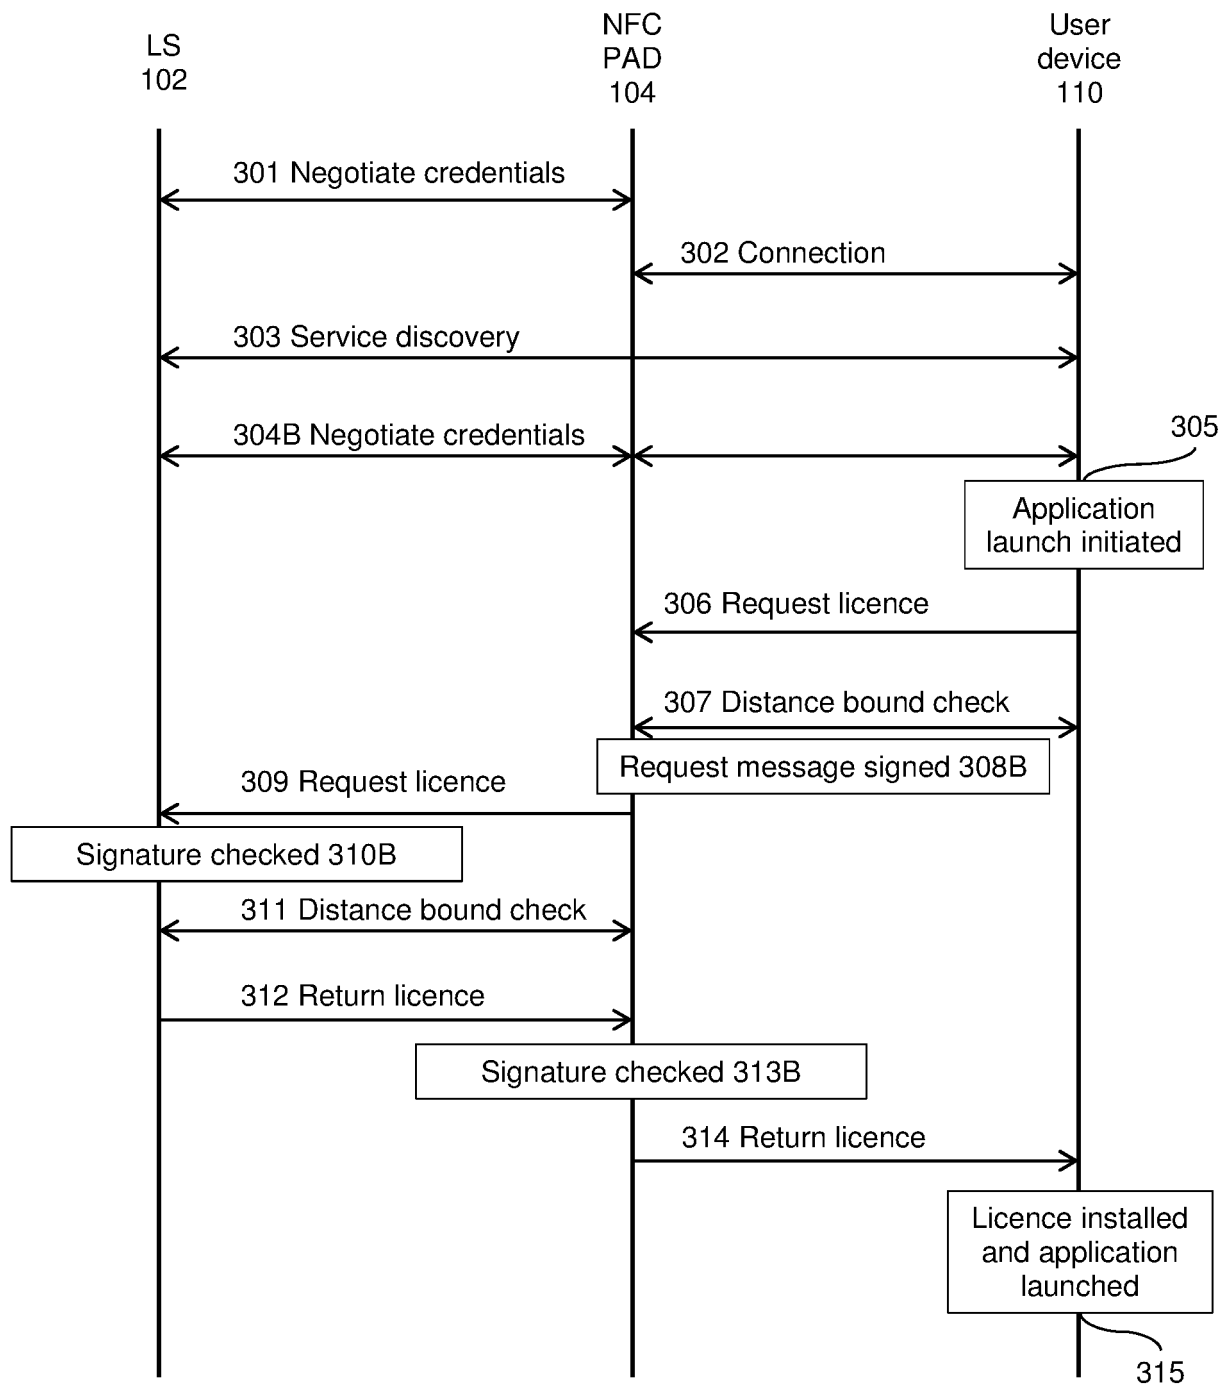 LS
102
NFC
PAD
104
User
device
110
301 Negotiate credentials
302 Connection
303 Service discovery
304B Negotiate credentials
305
Application
launch initiated
306 Request licence
307 Distance bound check
Request message signed 308B
309 Request licence
Signature checked 310B
311 Distance bound check
312 Return licence
Signature checked 313B
314 Return licence
Licence installed
and application
launched
315